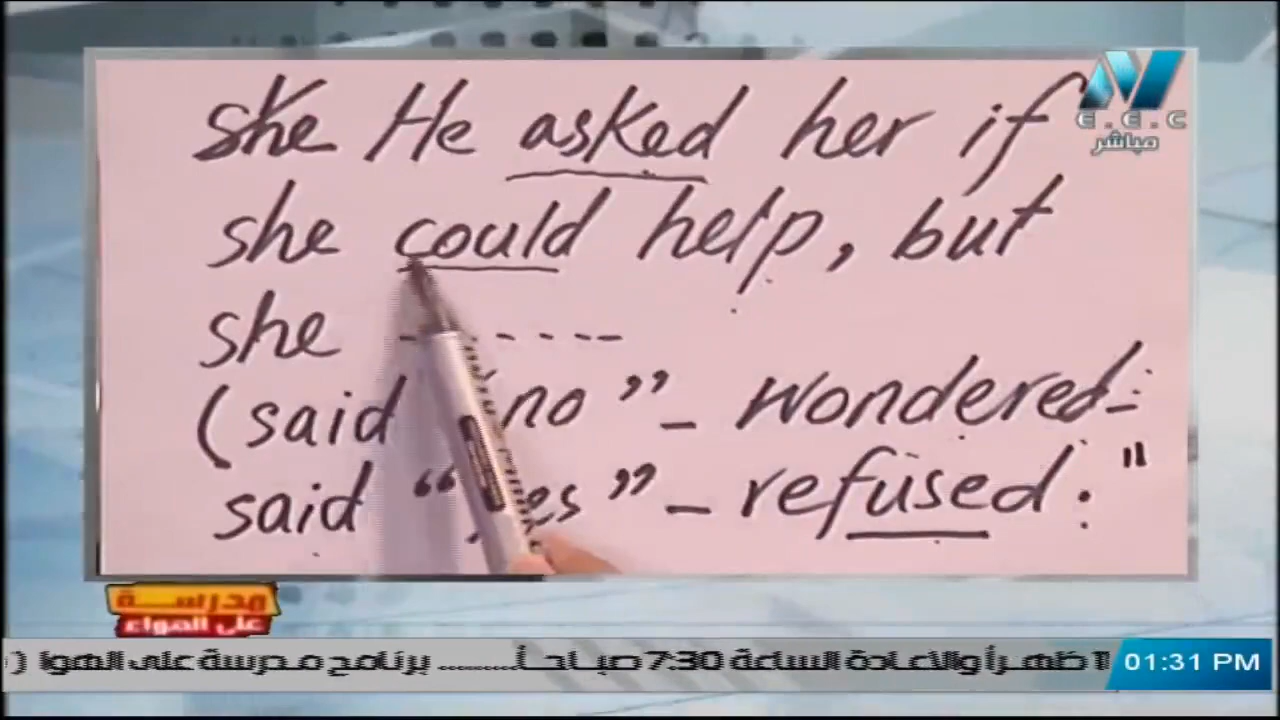 She He asked her if
she could help, but
she -------
(said "no" - wondered -
said "yes" - refused. "
E.E.C
مباشر
مدرسة
على الهواء
ظهراً والاعادة الساعة 7:30 صباحاً........ برنامج مدرسة على الهوا (
01:31 PM